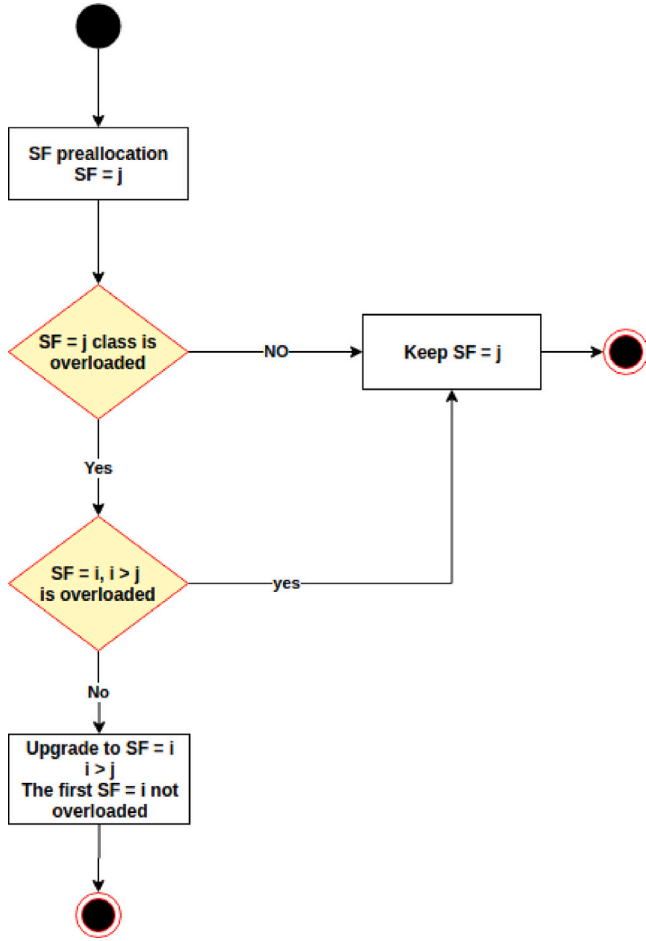 SF preallocation
SF = j
SF = j class is
overloaded
NO
Keep SF = j
Yes
SF = i, i > j
is overloaded
yes
No
Upgrade to SF = i
i > j
The first SF = i not
overloaded